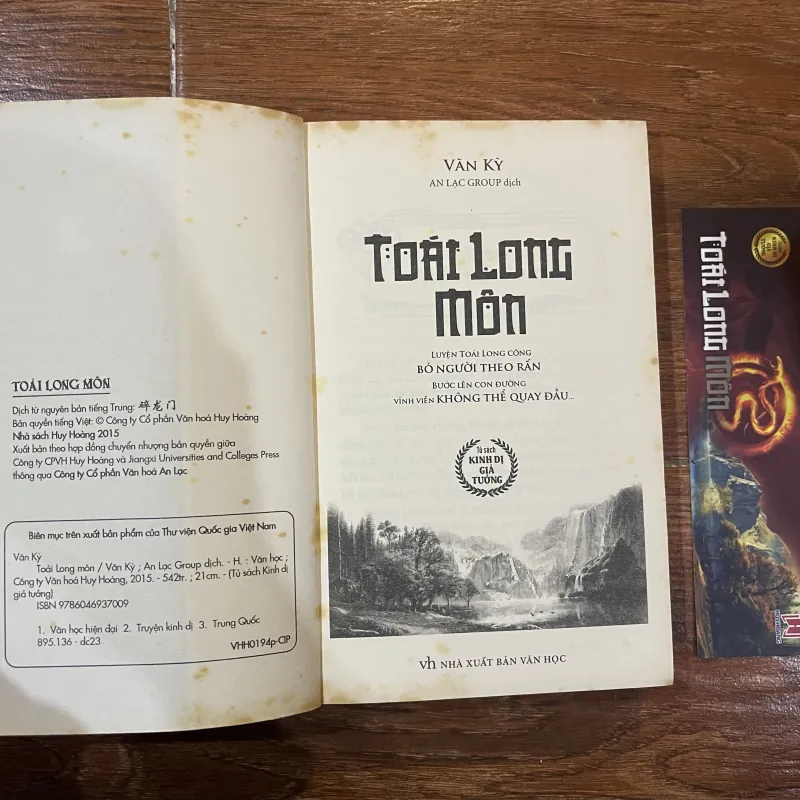 TOÁI LONG MÔN
Dịch từ nguyên bản tiếng Trung: 碎龙门
Bản quyền tiếng Việt: © Công ty Cổ phần Văn hoá Huy Hoàng
Nhà sách Huy Hoàng 2015
Xuất bản theo hợp đồng chuyển nhượng bản quyền giữa
Công ty CPVH Huy Hoàng và Jiangxi Universities and Colleges Press
thông qua Công ty Cổ phần Văn hoá An Lạc
Biên mục trên xuất bản phẩm của Thư viện Quốc gia Việt Nam
Văn Kỳ
Toái Long môn / Văn Kỳ ; An Lạc Group dịch. - H. : Văn học ;
Công ty Văn hoá Huy Hoàng, 2015. - 542tr. ; 21cm. - (Tủ sách Kinh dị
giả tưởng)
ISBN 9786046937009
1. Văn học hiện đại 2. Truyện kinh dị 3. Trung Quốc
895.136 - dc23
VHH0194p-CIP
VĂN KỲ
AN LẠC GROUP dịch
TOÁI LONG
MÔN
LUYỆN TOÁI LONG CÔNG
BỎ NGƯỜI THEO RẮN
BƯỚC LÊN CON ĐƯỜNG
VĨNH VIỄN KHÔNG THỂ QUAY ĐẦU...
Tủ sách
KINH DỊ
GIẢ
TƯỞNG
vh NHÀ XUẤT BẢN VĂN HỌC
KINH DỊ
GIẢ
TƯỞNG
TOÁI LONG MÔN